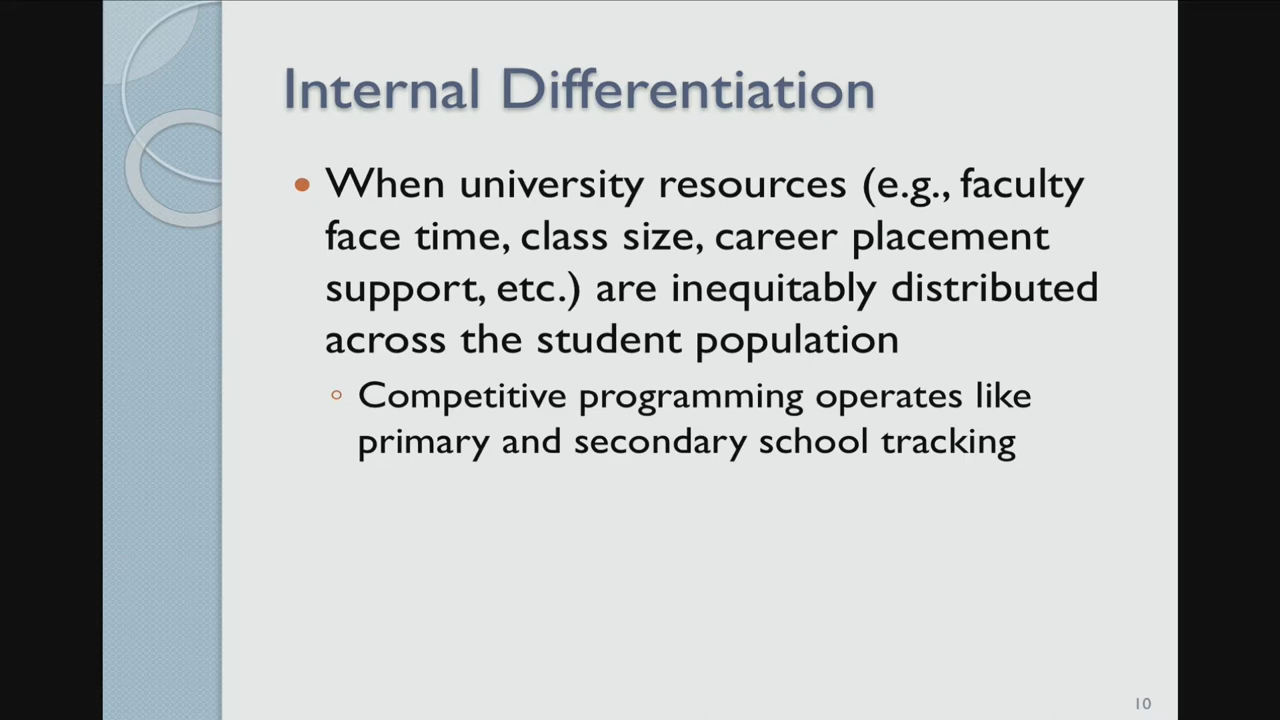 Internal Differentiation
• When university resources (e.g., faculty
face time, class size, career placement
support, etc.) are inequitably distributed
across the student population
◦ Competitive programming operates like
primary and secondary school tracking
10